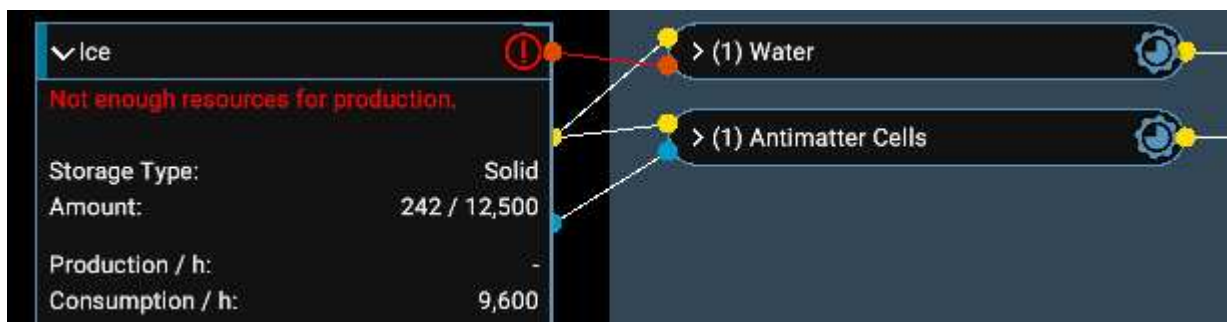 Ice
> (1) Water
Not enough resources for production.
> (1) Antimatter Cells
Storage Type: Solid
Amount: 242 / 12,500
Production / h: -
Consumption / h: 9,600